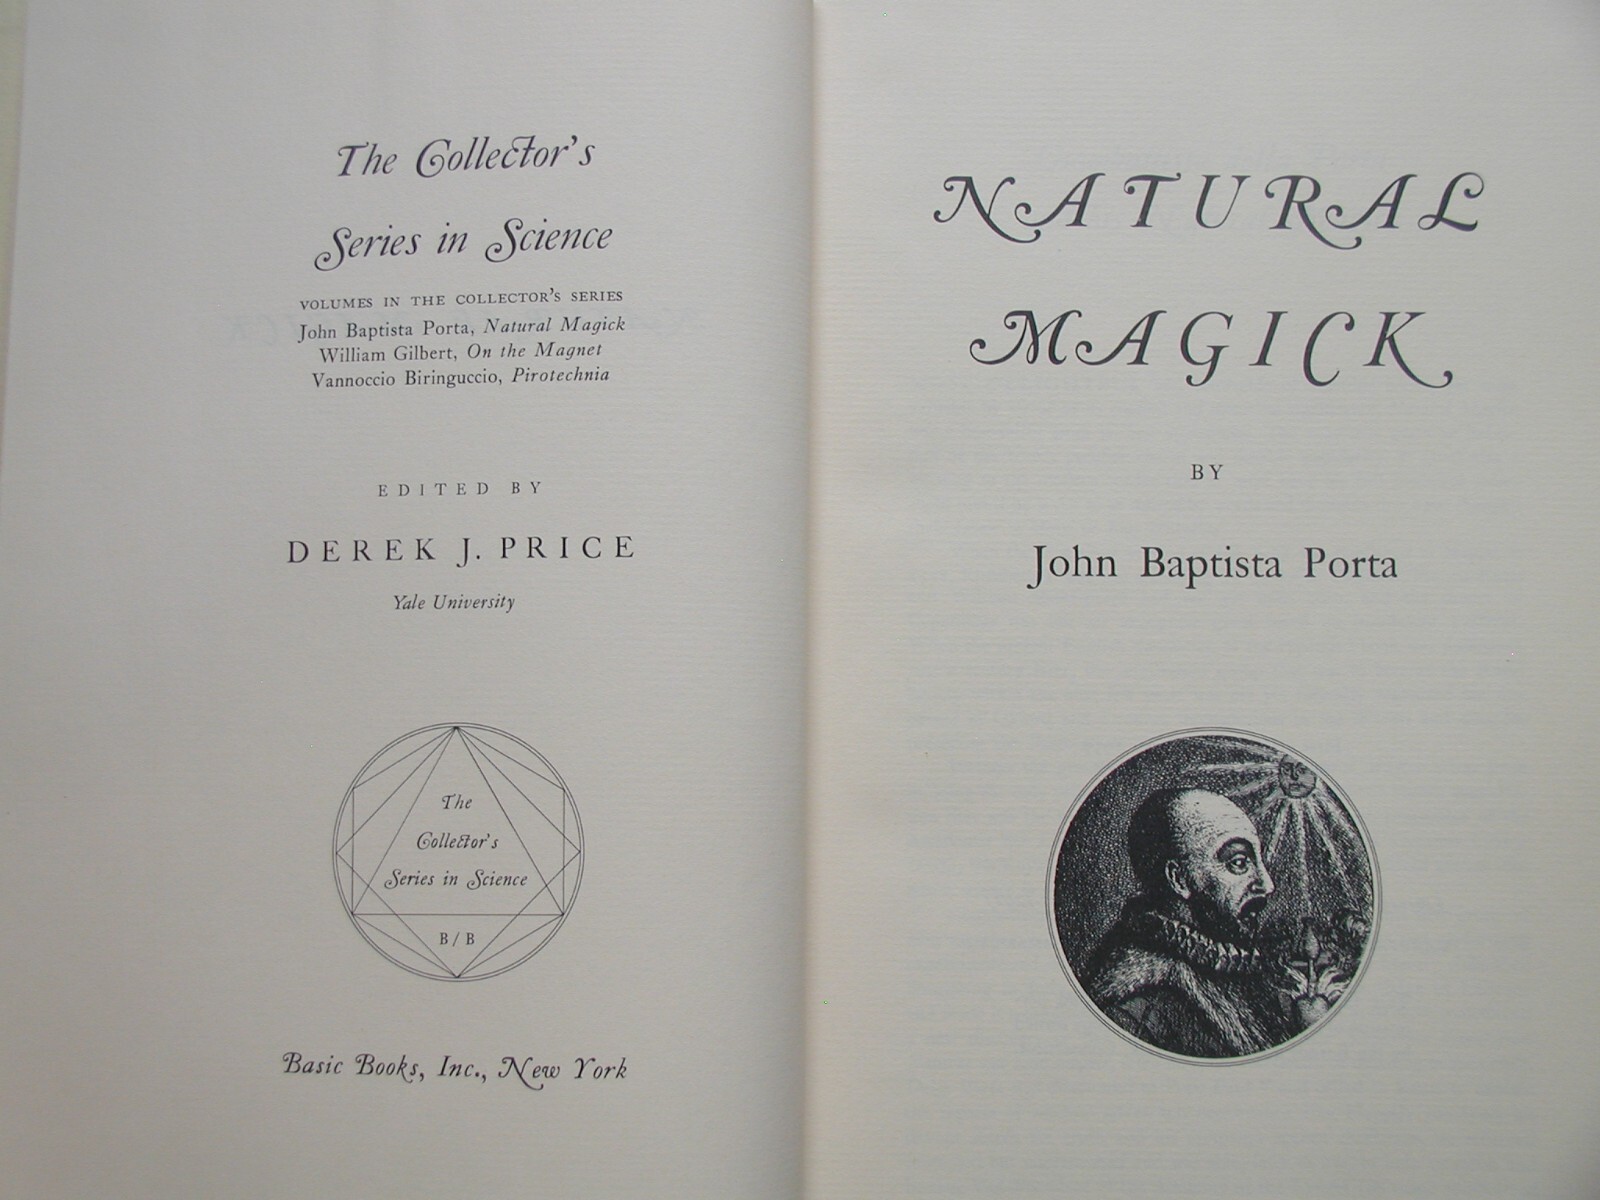 The Collector's
Series in Science
VOLUMES IN THE COLLECTOR'S SERIES
John Baptista Porta, Natural Magick
William Gilbert, On the Magnet
Vannoccio Biringuccio, Pirotechnia
EDITED BY
DEREK J. PRICE
Yale University
The
Collector's
Series in Science
B/B
Basic Books, Inc., New York
NATURAL
MAGICK
BY
John Baptista Porta